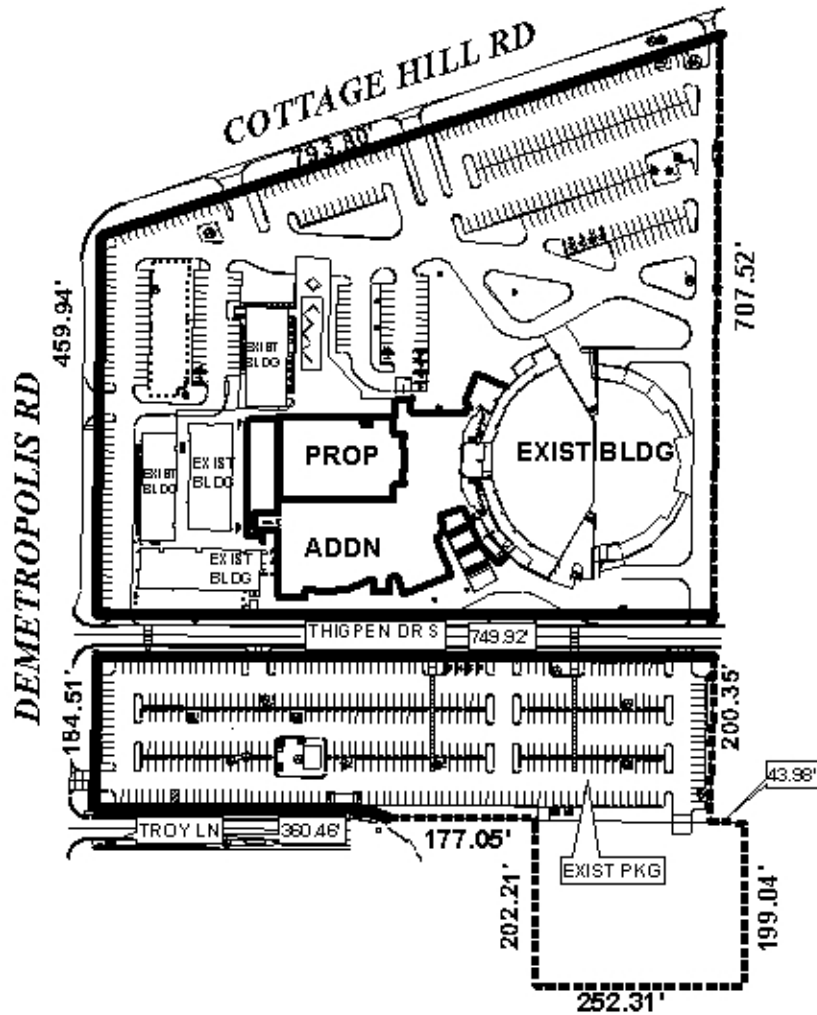 COTTAGE HILL RD
793.80'
459.94'
707.52'
DEMETROPOLIS RD
EXIST
BLDG
PROP
EXIST BLDG
EXIST
BLDG
EXIST
BLDG
ADDN
EXIST
BLDG
THIGPEN DR S
749.92'
184.51'
200.35'
43.98'
TROY LN
360.46'
177.05'
EXIST PKG
202.21'
199.04'
252.31'